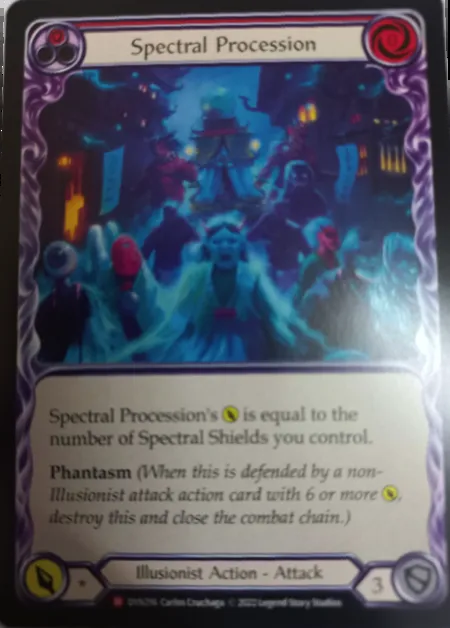 Spectral Procession
Spectral Procession's is equal to the
number of Spectral Shields you control.
Phantasm (When this is defended by a non-
Illusionist attack action card with 6 or more ,
destroy this and close the combat chain.)
*
Illusionist Action - Attack
3
Carlos Cruchaga © 2022 Legend Story Studios